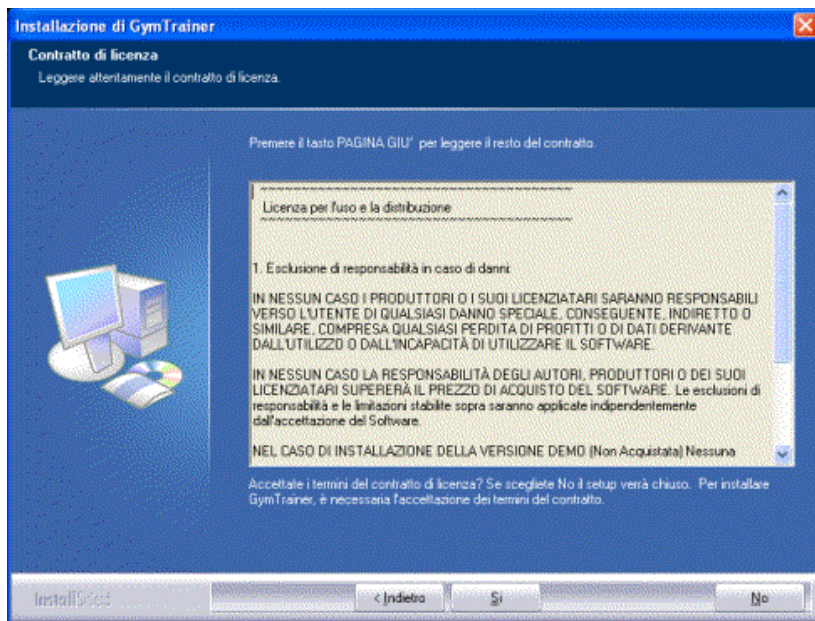 Installazione di GymTrainer
Contratto di licenza
Leggere attentamente il contratto di licenza.
Premere il tasto PAGINA GIU' per leggere il resto del contratto.
~~~~~~~~~~~~~~~~~~~~~~~~~~~~~~~~~~~~~~~~
Licenza per l'uso e la distribuzione
~~~~~~~~~~~~~~~~~~~~~~~~~~~~~~~~~~~~~~~~
1. Esclusione di responsabilità in caso di danni:
IN NESSUN CASO I PRODUTTORI O I SUOI LICENZIATARI SARANNO RESPONSABILI
VERSO L'UTENTE DI QUALSIASI DANNO SPECIALE, CONSEGUENTE, INDIRETTO O
SIMILARE, COMPRESA QUALSIASI PERDITA DI PROFITTI O DI DATI DERIVANTE
DALL'UTILIZZO O DALL'INCAPACITÀ DI UTILIZZARE IL SOFTWARE.
IN NESSUN CASO LA RESPONSABILITÀ DEGLI AUTORI, PRODUTTORI O DEI SUOI
LICENZIATARI SUPERERÀ IL PREZZO DI ACQUISTO DEL SOFTWARE. Le esclusioni di
responsabilità e le limitazioni stabilite sopra saranno applicate indipendentemente
dall'accettazione del Software.
NEL CASO DI INSTALLAZIONE DELLA VERSIONE DEMO (Non Acquistata) Nessuna
Accettate i termini del contratto di licenza? Se scegliete No il setup verrà chiuso. Per installare
GymTrainer, è necessaria l'accettazione dei termini del contratto.
InstallShield
< Indietro
Sì
No